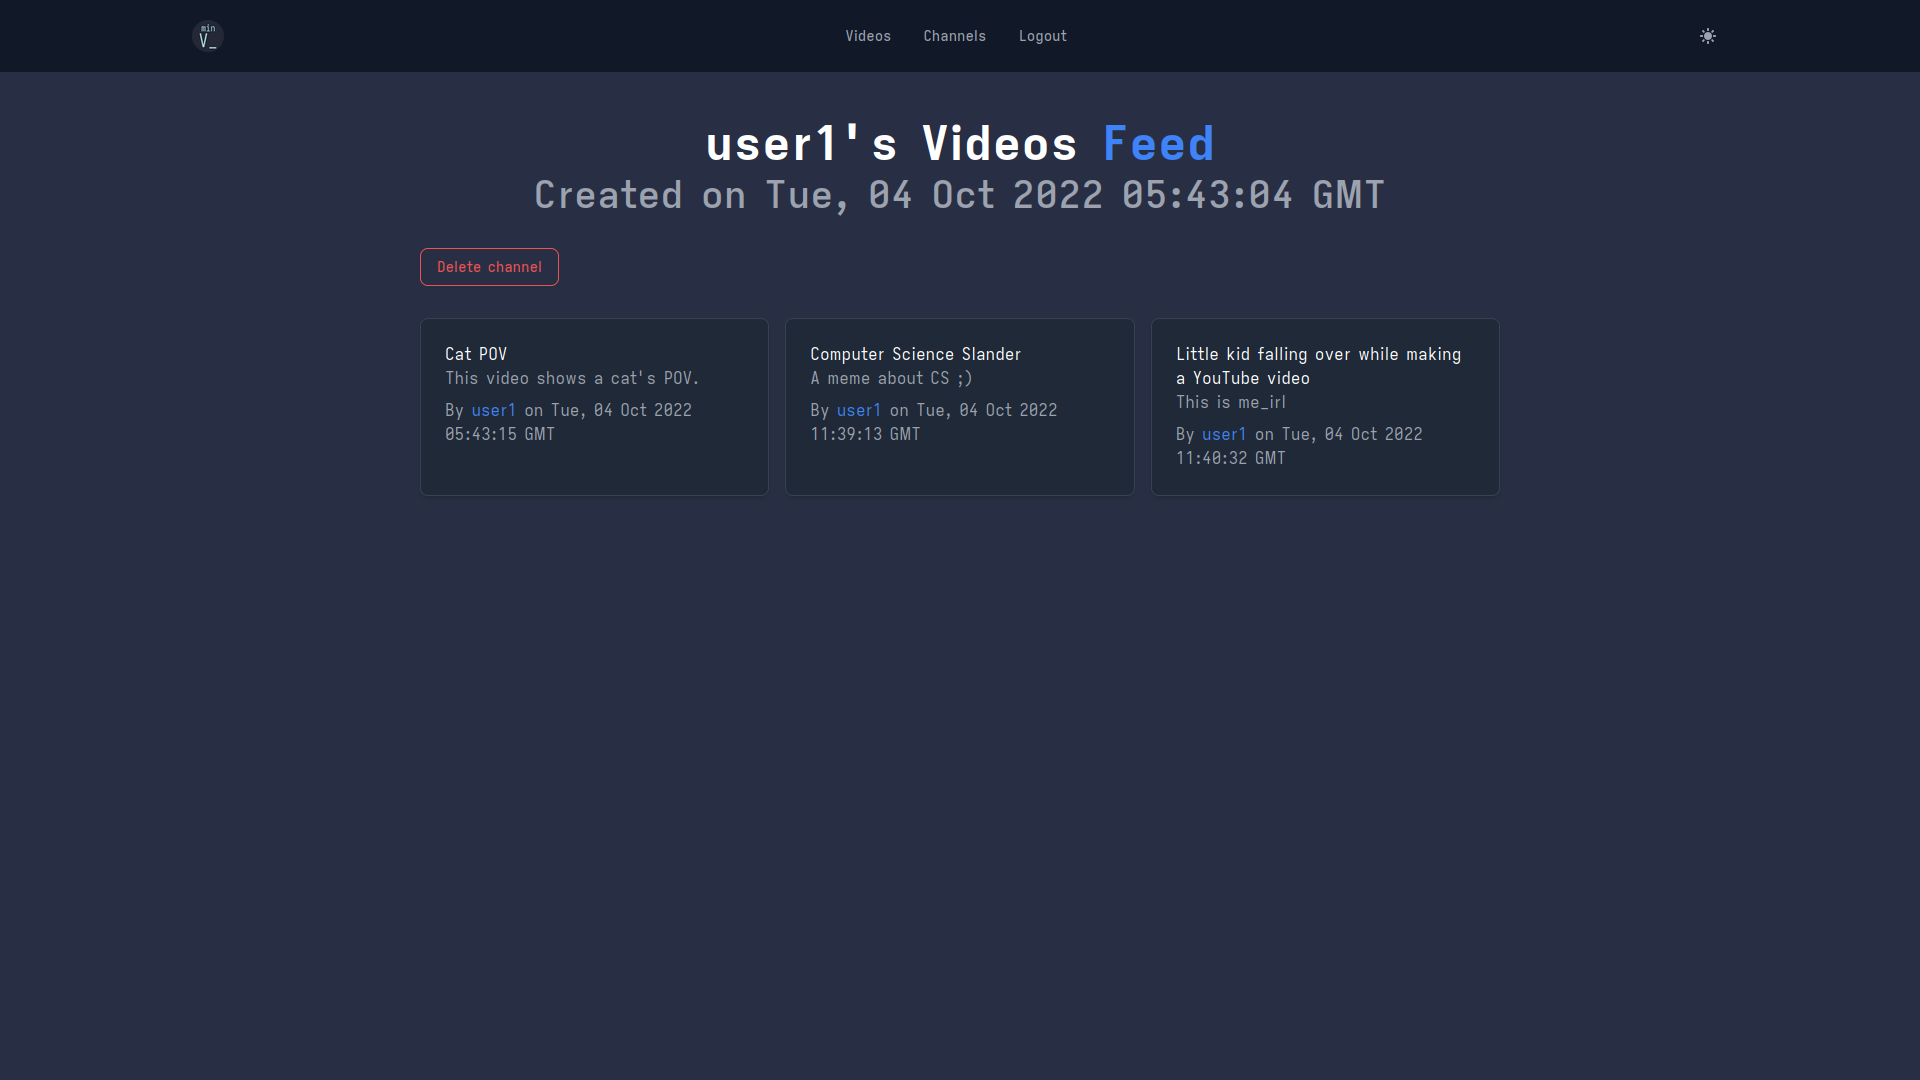 min
V_
Videos
Channels
Logout
user1's Videos Feed
Created on Tue, 04 Oct 2022 05:43:04 GMT
Delete channel
Cat POV
This video shows a cat's POV.
By user1 on Tue, 04 Oct 2022
05:43:15 GMT
Computer Science Slander
A meme about CS ;)
By user1 on Tue, 04 Oct 2022
11:39:13 GMT
Little kid falling over while making
a YouTube video
This is me_irl
By user1 on Tue, 04 Oct 2022
11:40:32 GMT